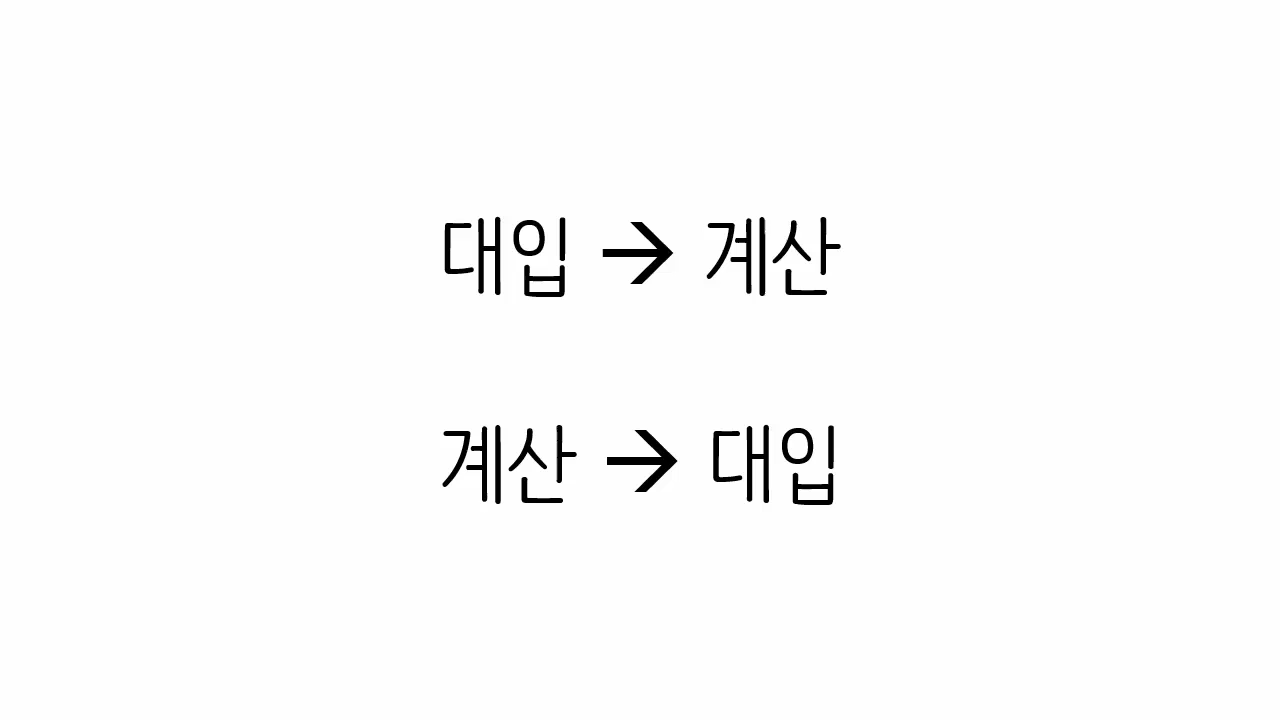 대입 → 계산
계산 → 대입